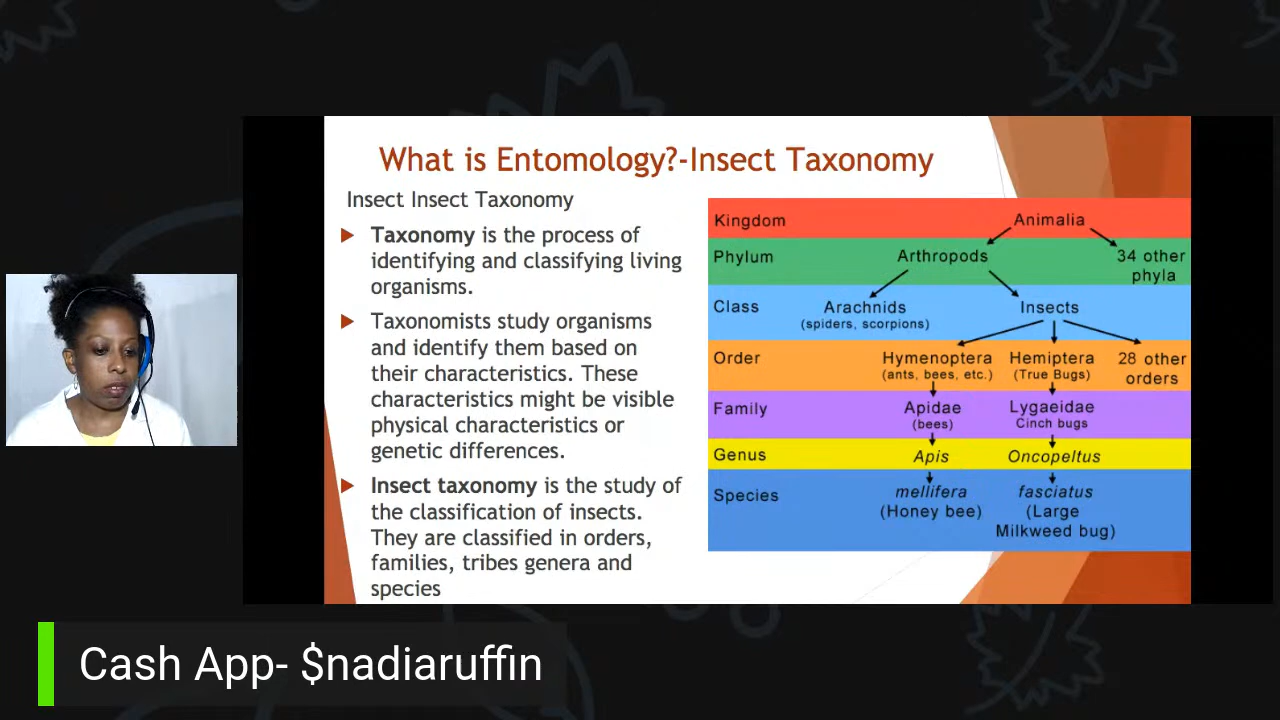 What is Entomology?-Insect Taxonomy
Insect Insect Taxonomy
Taxonomy is the process of
identifying and classifying living
organisms.
Taxonomists study organisms
and identify them based on
their characteristics. These
characteristics might be visible
physical characteristics or
genetic differences.
Insect taxonomy is the study of
the classification of insects.
They are classified in orders,
families, tribes genera and
species
Kingdom Animalia
Phylum Arthropods 34 other
phyla
Class Arachnids Insects
(spiders, scorpions)
Order Hymenoptera Hemiptera 28 other
(ants, bees, etc.) (True Bugs) orders
Family Apidae Lygaeidae
(bees) Cinch bugs
Genus Apis Oncopeltus
Species mellifera fasciatus
(Honey bee) (Large
Milkweed bug)
Cash App- $nadiaruffin